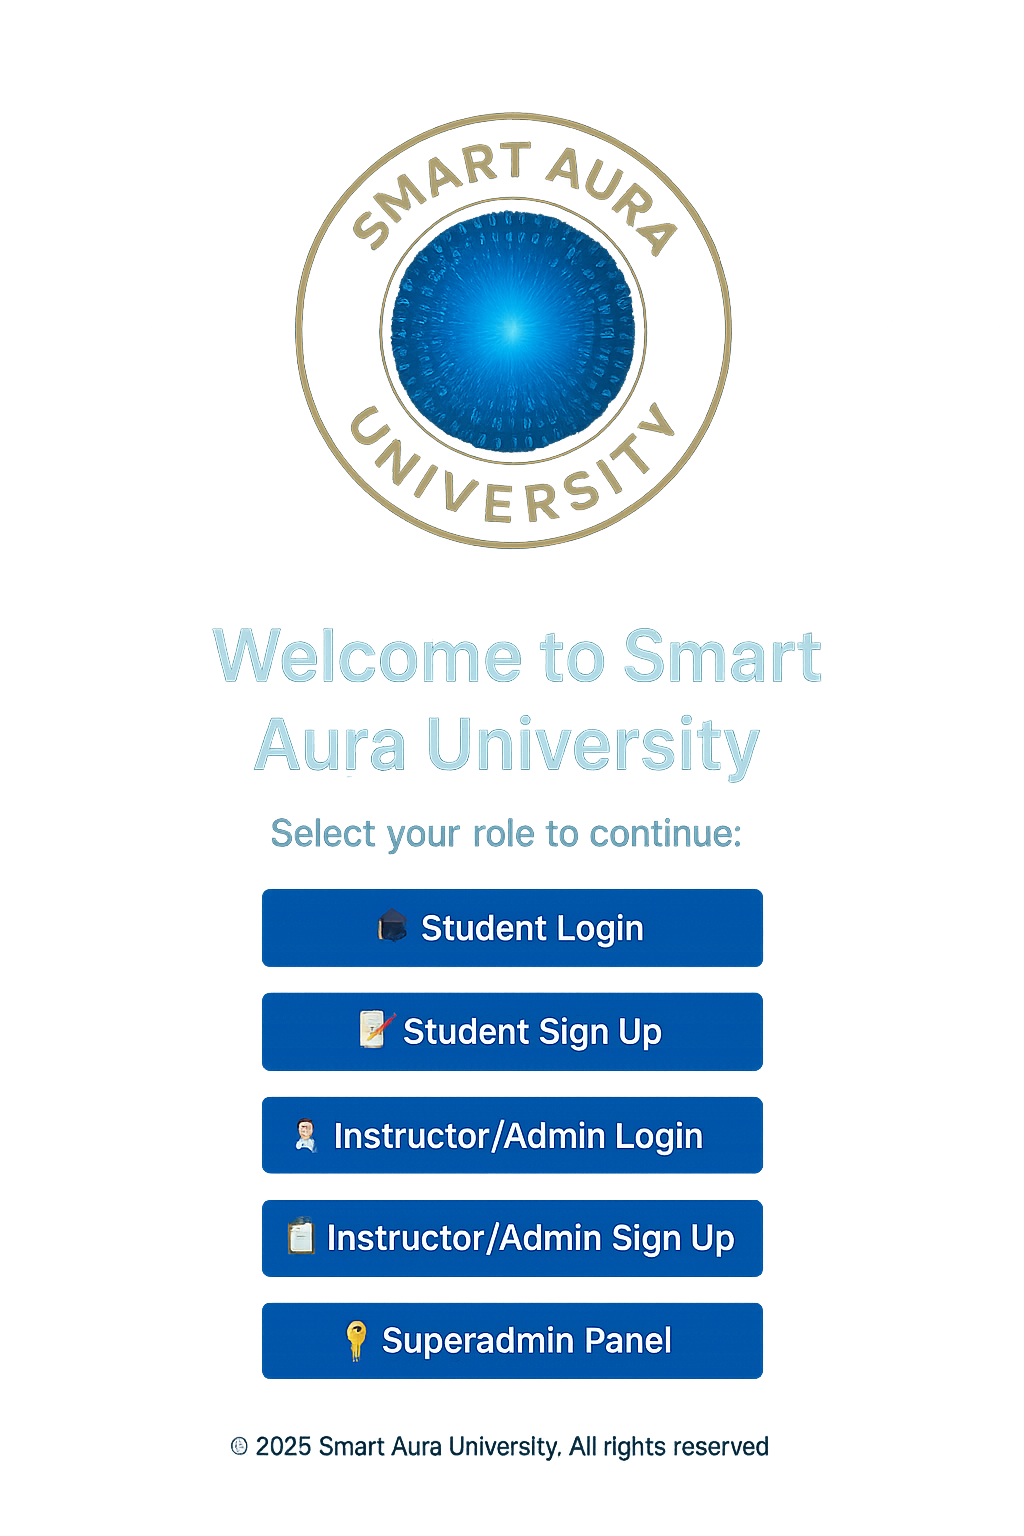 SMART AURA
UNIVERSITY
Welcome to Smart
Aura University
Select your role to continue:
Student Login
Student Sign Up
Instructor/Admin Login
Instructor/Admin Sign Up
Superadmin Panel
© 2025 Smart Aura University. All rights reserved